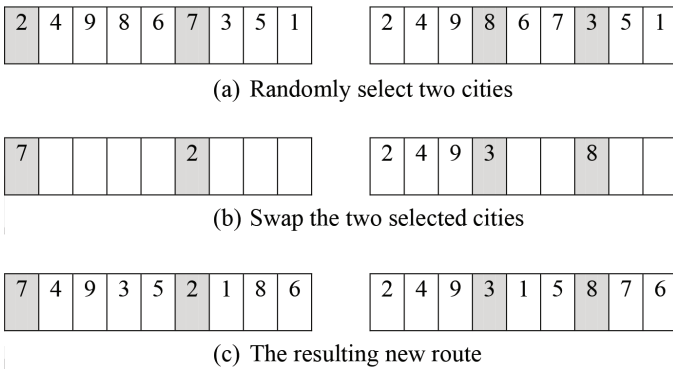 2 4 9 8 6 7 3 5 1 2 4 9 8 6 7 3 5 1
(a) Randomly select two cities
7 2 2 4 9 3 8
(b) Swap the two selected cities
7 4 9 3 5 2 1 8 6 2 4 9 3 1 5 8 7 6
(c) The resulting new route